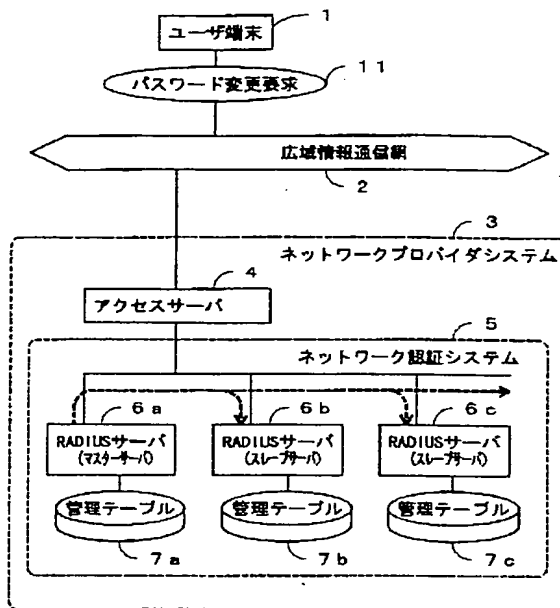 1
ユーザ端末
11
パスワード変更要求
広域情報通信網
2
3
ネットワークプロバイダシステム
4
アクセスサーバ
5
ネットワーク認証システム
6a 6b 6c
RADIUSサーバ RADIUSサーバ RADIUSサーバ
(マスターサーバ) (スレーブサーバ) (スレーブサーバ)
管理テーブル 管理テーブル 管理テーブル
7a 7b 7c